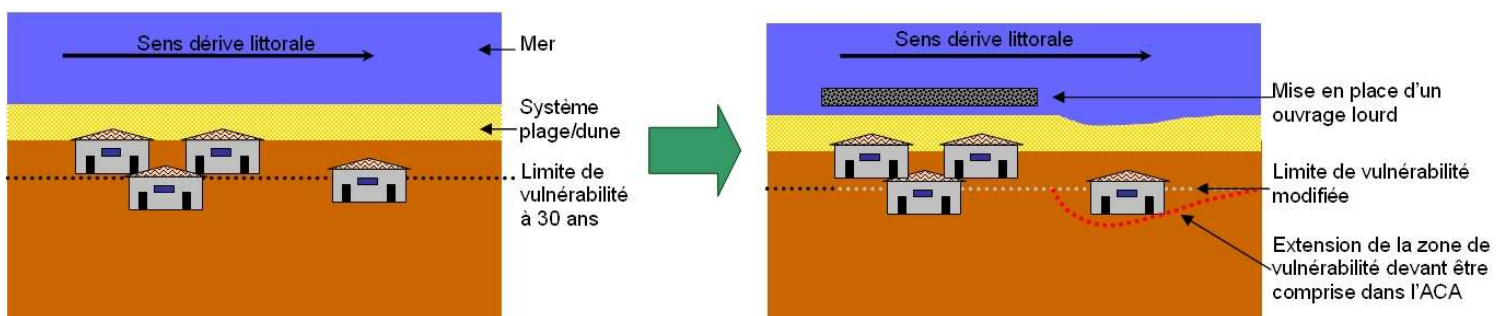 Sens dérive littorale
Mer
Système
plage/dune
Limite de
vulnérabilité
à 30 ans
Sens dérive littorale
Mise en place d'un
ouvrage lourd
Limite de vulnérabilité
modifiée
Extension de la zone de
vulnérabilité devant être
comprise dans l'ACA